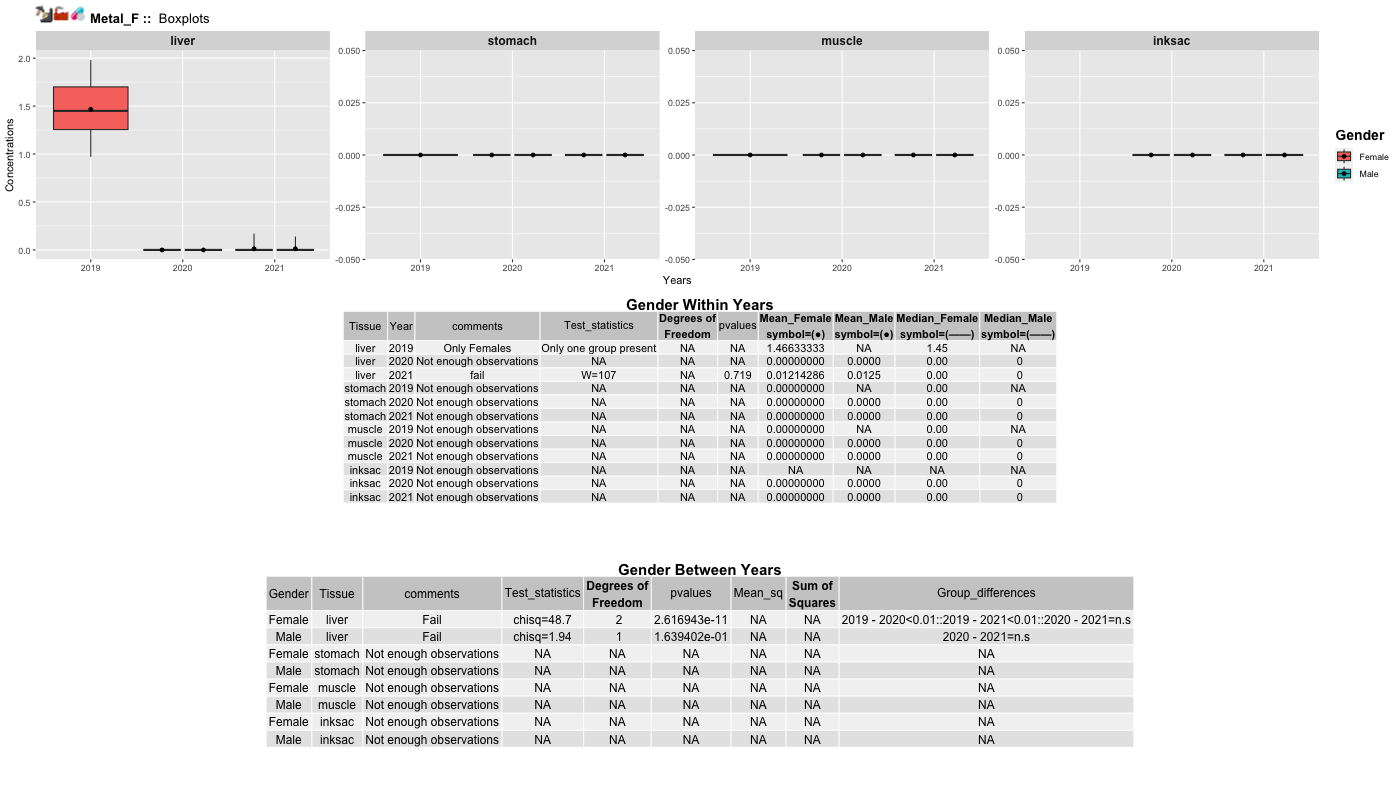 Metal_F :: Boxplots
liver
stomach
muscle
inksac
Concentrations
2.0
1.5
1.0
0.5
0.0
2019 2020 2021
0.050
0.025
0.000
-0.025
-0.050
2019 2020 2021
0.050
0.025
0.000
-0.025
-0.050
2019 2020 2021
0.050
0.025
0.000
-0.025
-0.050
2019 2020 2021
Years
Gender
Female
Male
Gender Within Years
Tissue Year comments Test_statistics Degrees of Freedom pvalues Mean_Female symbol=(●) Mean_Male symbol=(●) Median_Female symbol=(——) Median_Male symbol=(——)
liver 2019 Only Females Only one group present NA NA 1.46633333 NA 1.45 NA
liver 2020 Not enough observations NA NA NA 0.00000000 0.0000 0.00 0
liver 2021 fail W=107 NA 0.719 0.01214286 0.0125 0.00 0
stomach 2019 Not enough observations NA NA NA 0.00000000 NA 0.00 NA
stomach 2020 Not enough observations NA NA NA 0.00000000 0.0000 0.00 0
stomach 2021 Not enough observations NA NA NA 0.00000000 0.0000 0.00 0
muscle 2019 Not enough observations NA NA NA 0.00000000 NA 0.00 NA
muscle 2020 Not enough observations NA NA NA 0.00000000 0.0000 0.00 0
muscle 2021 Not enough observations NA NA NA 0.00000000 0.0000 0.00 0
inksac 2019 Not enough observations NA NA NA NA NA NA NA
inksac 2020 Not enough observations NA NA NA 0.00000000 0.0000 0.00 0
inksac 2021 Not enough observations NA NA NA 0.00000000 0.0000 0.00 0
Gender Between Years
Gender Tissue comments Test_statistics Degrees of Freedom pvalues Mean_sq Sum of Squares Group_differences
Female liver Fail chisq=48.7 2 2.616943e-11 NA NA 2019 - 2020<0.01::2019 - 2021<0.01::2020 - 2021=n.s
Male liver Fail chisq=1.94 1 1.639402e-01 NA NA 2020 - 2021=n.s
Female stomach Not enough observations NA NA NA NA NA NA
Male stomach Not enough observations NA NA NA NA NA NA
Female muscle Not enough observations NA NA NA NA NA NA
Male muscle Not enough observations NA NA NA NA NA NA
Female inksac Not enough observations NA NA NA NA NA NA
Male inksac Not enough observations NA NA NA NA NA NA